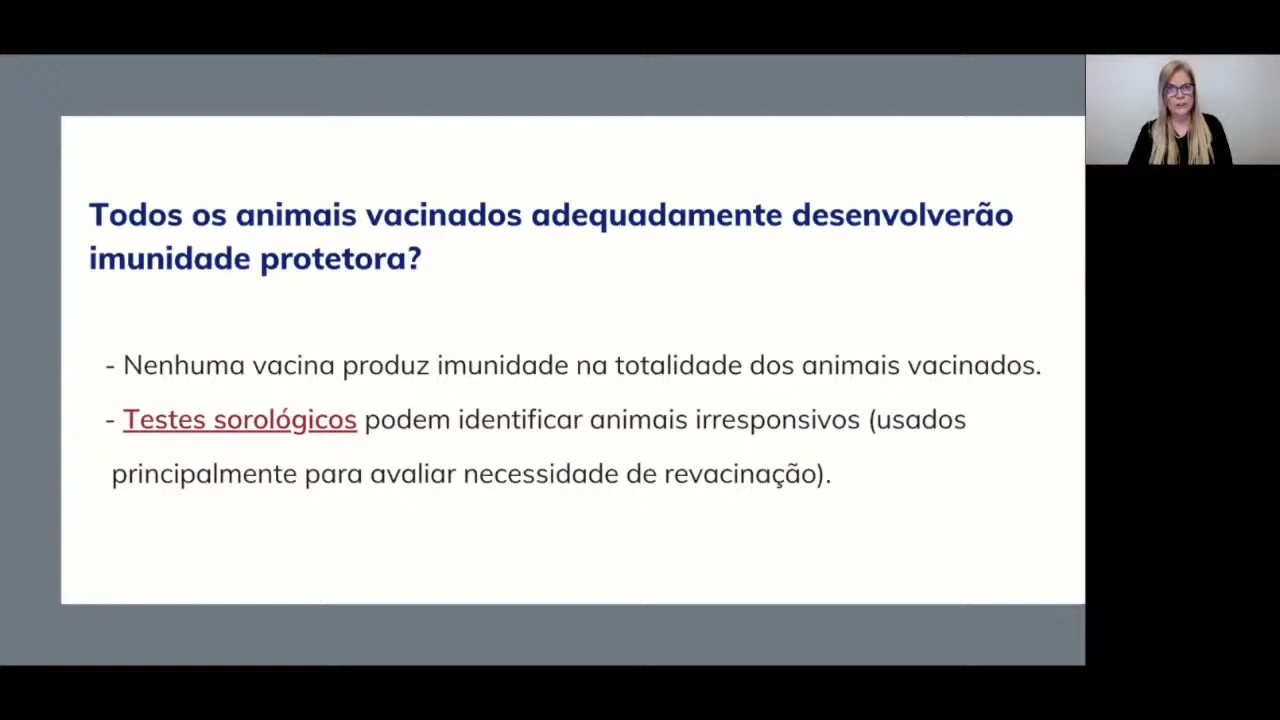 Todos os animais vacinados adequadamente desenvolverão
imunidade protetora?
- Nenhuma vacina produz imunidade na totalidade dos animais vacinados.
- Testes sorológicos podem identificar animais irresponsivos (usados
principalmente para avaliar necessidade de revacinação).